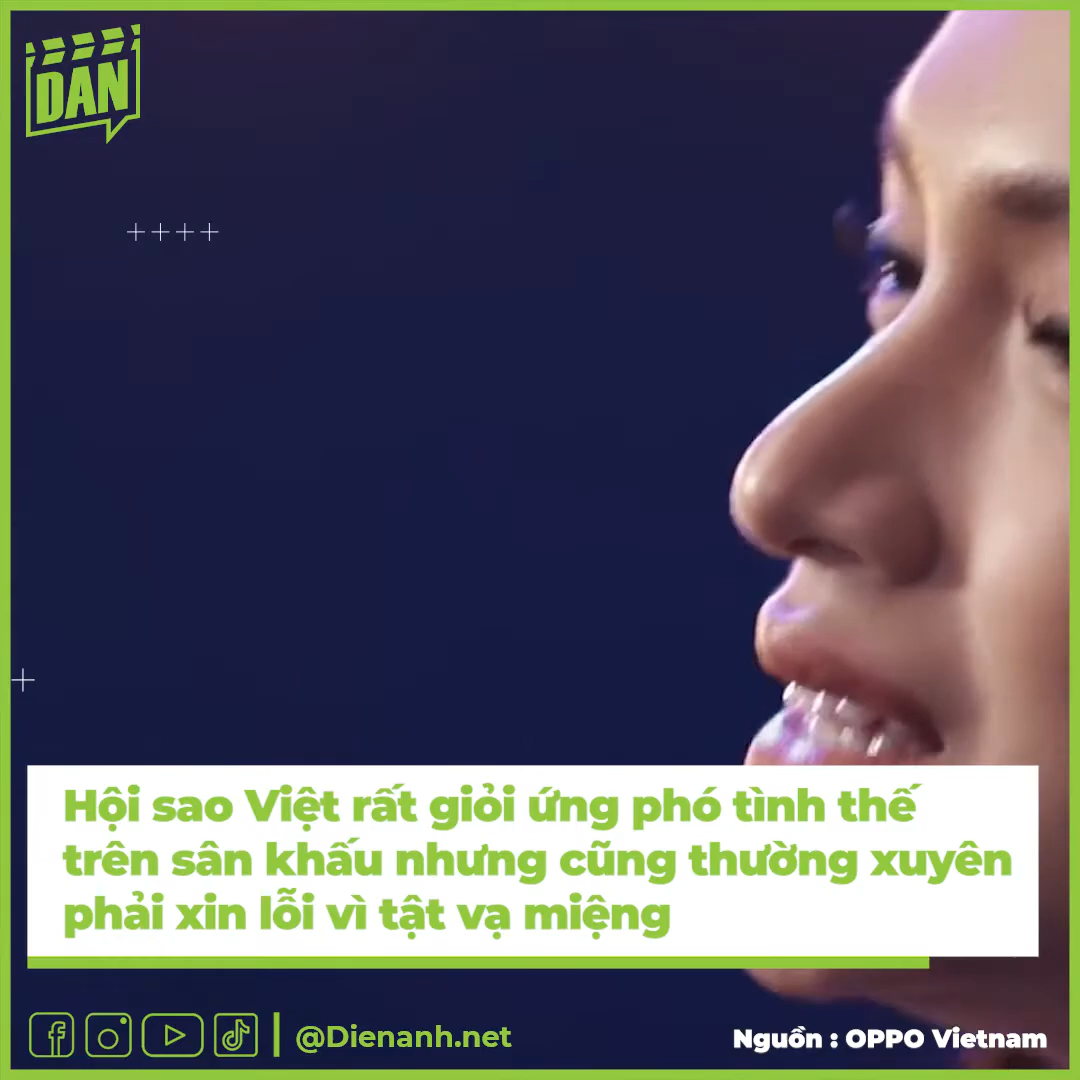 DAN
Hội sao Việt rất giỏi ứng phó tình thế
trên sân khấu nhưng cũng thường xuyên
phải xin lỗi vì tật vạ miệng
@Dienanh.net
Nguồn : OPPO Vietnam